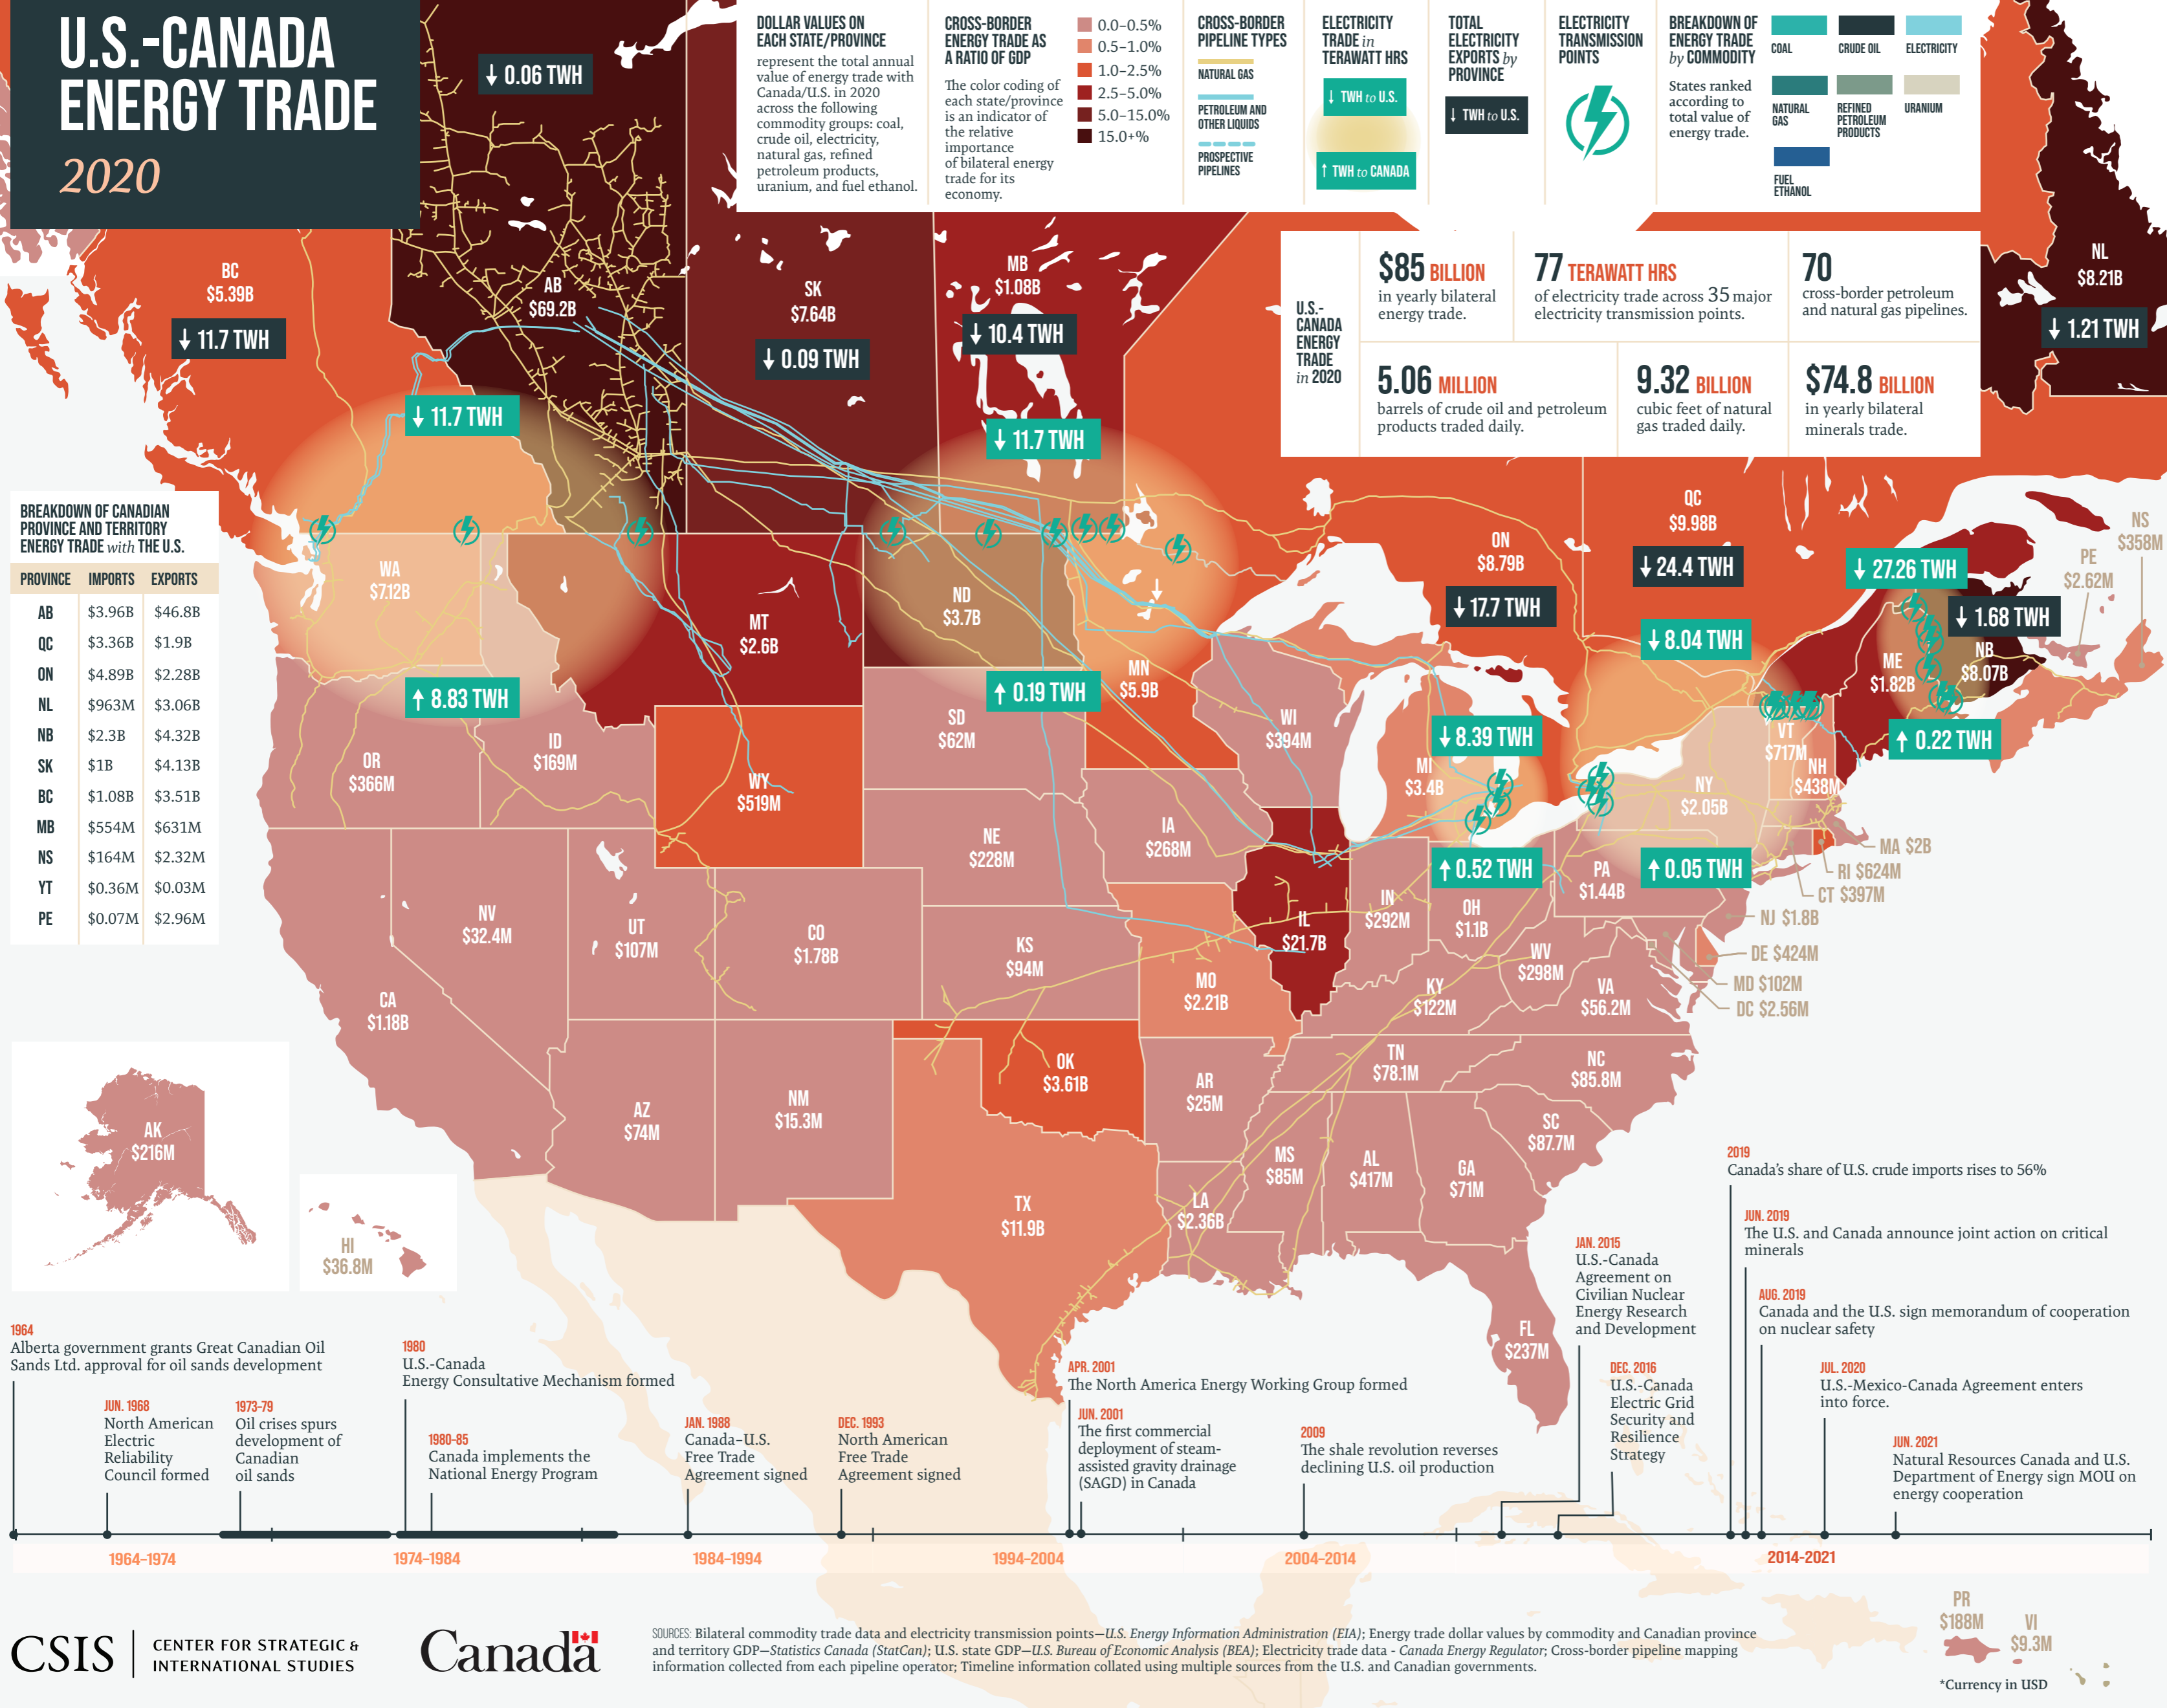 U.S.-CANADA
ENERGY TRADE
2020
↓ 0.06 TWH
DOLLAR VALUES ON
EACH STATE/PROVINCE
represent the total annual
value of energy trade with
Canada/U.S. in 2020
across the following
commodity groups: coal,
crude oil, electricity,
natural gas, refined
petroleum products,
uranium, and fuel ethanol.
CROSS-BORDER
ENERGY TRADE AS
A RATIO OF GDP
The color coding of
each state/province
is an indicator of
the relative
importance
of bilateral energy
trade for its
economy.
0.0–0.5%
0.5–1.0%
1.0–2.5%
2.5–5.0%
5.0–15.0%
15.0+%
CROSS-BORDER
PIPELINE TYPES
NATURAL GAS
PETROLEUM AND
OTHER LIQUIDS
PROSPECTIVE
PIPELINES
ELECTRICITY
TRADE in
TERAWATT HRS
↓ TWH to U.S.
↑ TWH to CANADA
TOTAL
ELECTRICITY
EXPORTS by
PROVINCE
↓ TWH to U.S.
ELECTRICITY
TRANSMISSION
POINTS
BREAKDOWN OF
ENERGY TRADE
by COMMODITY
States ranked
according to
total value of
energy trade.
COAL
CRUDE OIL
ELECTRICITY
NATURAL
GAS
REFINED
PETROLEUM
PRODUCTS
URANIUM
FUEL
ETHANOL
U.S.-
CANADA
ENERGY
TRADE
in 2020
$85 BILLION
in yearly bilateral
energy trade.
77 TERAWATT HRS
of electricity trade across 35 major
electricity transmission points.
70
cross-border petroleum
and natural gas pipelines.
5.06 MILLION
barrels of crude oil and petroleum
products traded daily.
9.32 BILLION
cubic feet of natural
gas traded daily.
$74.8 BILLION
in yearly bilateral
minerals trade.
BC
$5.39B
↓ 11.7 TWH
AB
$69.2B
SK
$7.64B
↓ 0.09 TWH
MB
$1.08B
↓ 10.4 TWH
NL
$8.21B
↓ 1.21 TWH
↓ 11.7 TWH
↓ 11.7 TWH
ON
$8.79B
↓ 17.7 TWH
QC
$9.98B
↓ 24.4 TWH
↓ 27.26 TWH
↓ 1.68 TWH
NB
$8.07B
PE
$2.62M
NS
$358M
BREAKDOWN OF CANADIAN
PROVINCE AND TERRITORY
ENERGY TRADE with THE U.S.
PROVINCE IMPORTS EXPORTS
AB $3.96B $46.8B
QC $3.36B $1.9B
ON $4.89B $2.28B
NL $963M $3.06B
NB $2.3B $4.32B
SK $1B $4.13B
BC $1.08B $3.51B
MB $554M $631M
NS $164M $2.32M
YT $0.36M $0.03M
PE $0.07M $2.96M
WA
$7.12B
↑ 8.83 TWH
MT
$2.6B
ND
$3.7B
↑ 0.19 TWH
MN
$5.9B
↓ 8.04 TWH
ME
$1.82B
↑ 0.22 TWH
OR
$366M
ID
$169M
WY
$519M
SD
$62M
WI
$394M
↓ 8.39 TWH
MI
$3.4B
↑ 0.52 TWH
VT
$717M
NH
$438M
NY
$2.05B
↑ 0.05 TWH
MA $2B
RI $624M
CT $397M
NJ $1.8B
DE $424M
MD $102M
DC $2.56M
NE
$228M
IA
$268M
IL
$21.7B
IN
$292M
OH
$1.1B
PA
$1.44B
NV
$32.4M
UT
$107M
CO
$1.78B
KS
$94M
MO
$2.21B
KY
$122M
WV
$298M
VA
$56.2M
CA
$1.18B
AZ
$74M
NM
$15.3M
OK
$3.61B
AR
$25M
TN
$78.1M
NC
$85.8M
SC
$87.7M
TX
$11.9B
LA
$2.36B
MS
$85M
AL
$417M
GA
$71M
FL
$237M
AK
$216M
HI
$36.8M
1964
Alberta government grants Great Canadian Oil
Sands Ltd. approval for oil sands development
JUN. 1968
North American
Electric
Reliability
Council formed
1973-79
Oil crises spurs
development of
Canadian
oil sands
1980
U.S.-Canada
Energy Consultative Mechanism formed
1980-85
Canada implements the
National Energy Program
JAN. 1988
Canada–U.S.
Free Trade
Agreement signed
DEC. 1993
North American
Free Trade
Agreement signed
APR. 2001
The North America Energy Working Group formed
JUN. 2001
The first commercial
deployment of steam-
assisted gravity drainage
(SAGD) in Canada
2009
The shale revolution reverses
declining U.S. oil production
JAN. 2015
U.S.-Canada
Agreement on
Civilian Nuclear
Energy Research
and Development
DEC. 2016
U.S.-Canada
Electric Grid
Security and
Resilience
Strategy
2019
Canada's share of U.S. crude imports rises to 56%
JUN. 2019
The U.S. and Canada announce joint action on critical
minerals
AUG. 2019
Canada and the U.S. sign memorandum of cooperation
on nuclear safety
JUL. 2020
U.S.-Mexico-Canada Agreement enters
into force.
JUN. 2021
Natural Resources Canada and U.S.
Department of Energy sign MOU on
energy cooperation
1964-1974
1974-1984
1984-1994
1994-2004
2004-2014
2014-2021
CSIS
CENTER FOR STRATEGIC &
INTERNATIONAL STUDIES
Canada
SOURCES: Bilateral commodity trade data and electricity transmission points—U.S. Energy Information Administration (EIA); Energy trade dollar values by commodity and Canadian province
and territory GDP—Statistics Canada (StatCan); U.S. state GDP—U.S. Bureau of Economic Analysis (BEA); Electricity trade data - Canada Energy Regulator; Cross-border pipeline mapping
information collected from each pipeline operator; Timeline information collated using multiple sources from the U.S. and Canadian governments.
PR
$188M
VI
$9.3M
*Currency in USD